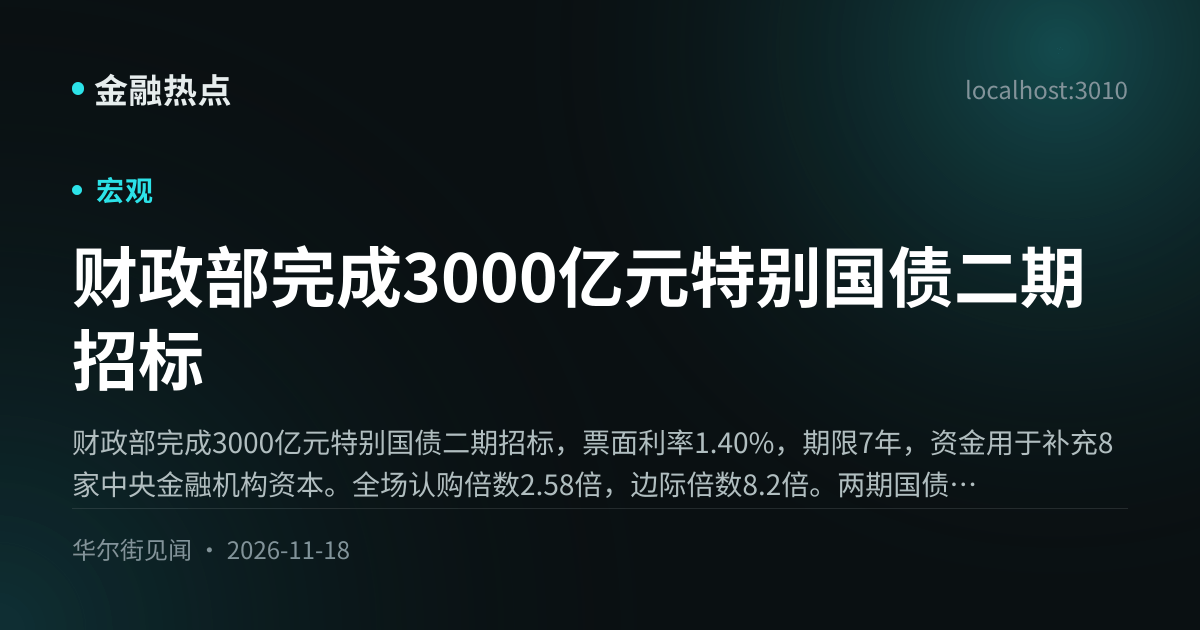 金融热点
localhost:3010
宏观
财政部完成3000亿元特别国债二期
招标
财政部完成3000亿元特别国债二期招标，票面利率1.40%，期限7年，资金用于补充8
家中央金融机构资本。全场认购倍数2.58倍，边际倍数8.2倍。两期国债…
华尔街见闻 • 2026-11-18